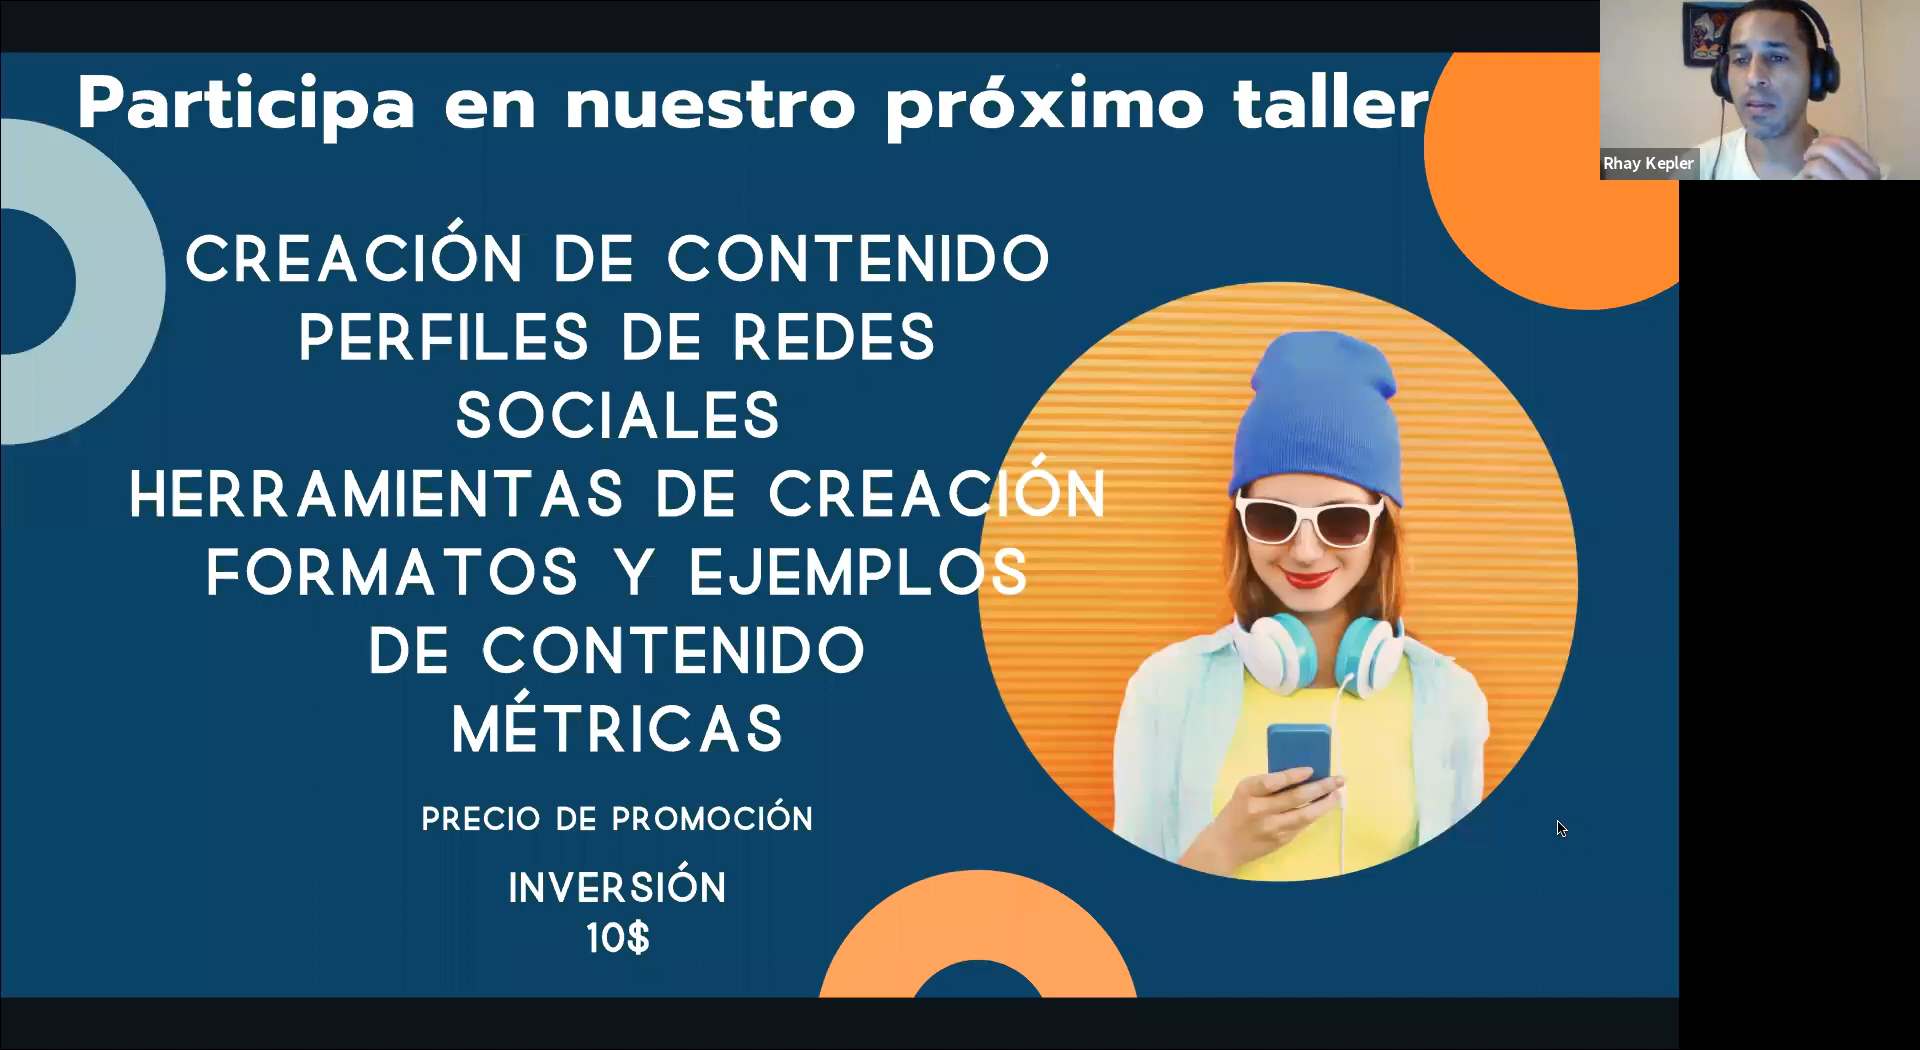 Participa en nuestro próximo taller
Rhay Kepler
CREACIÓN DE CONTENIDO
PERFILES DE REDES
SOCIALES
HERRAMIENTAS DE CREACIÓN
FORMATOS Y EJEMPLOS
DE CONTENIDO
MÉTRICAS
PRECIO DE PROMOCIÓN
INVERSIÓN
10$